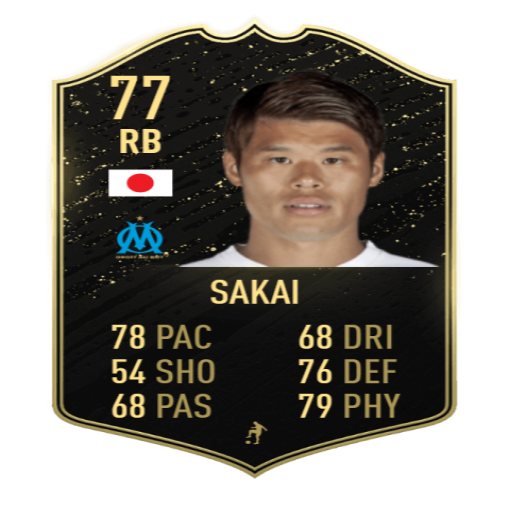 77
RB
SAKAI
78 PAC 68 DRI
54 SHO 76 DEF
68 PAS 79 PHY